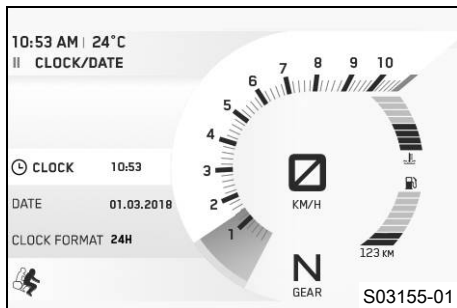 10:53 AM | 24°C
II CLOCK/DATE
CLOCK 10:53
DATE 01.03.2018
CLOCK FORMAT 24H
1
2
3
4
5
6
7
8
9
10
0
KM/H
N
GEAR
123 KM
S03155-01